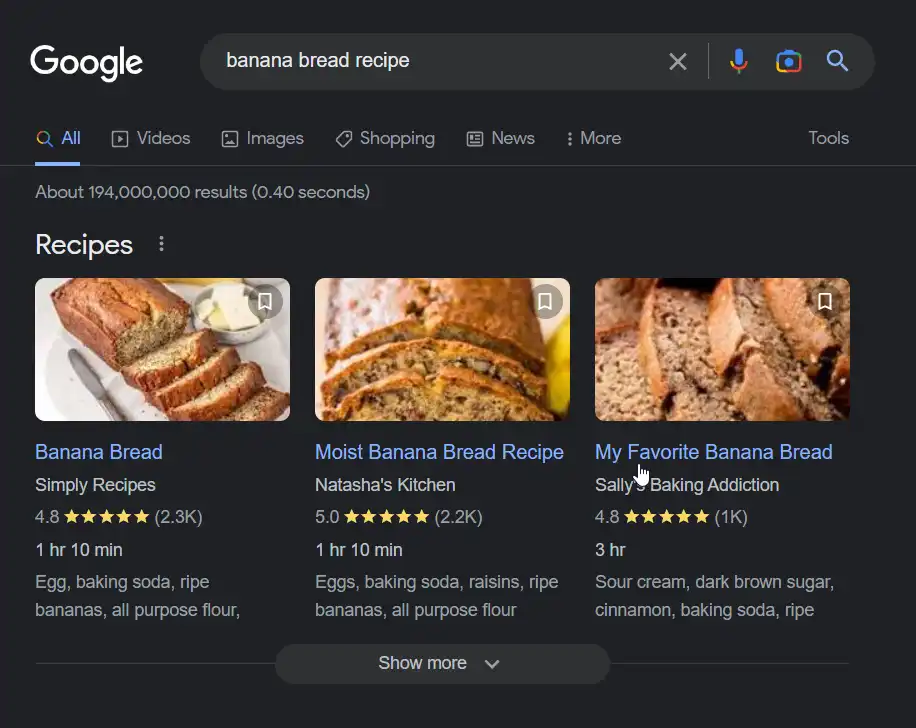 Google
banana bread recipe
All Videos Images Shopping News More Tools
About 194,000,000 results (0.40 seconds)
Recipes
Banana Bread
Simply Recipes
4.8 ★★★★★ (2.3K)
1 hr 10 min
Egg, baking soda, ripe
bananas, all purpose flour,
Moist Banana Bread Recipe
Natasha's Kitchen
5.0 ★★★★★ (2.2K)
1 hr 10 min
Eggs, baking soda, raisins, ripe
bananas, all purpose flour
My Favorite Banana Bread
Sally's Baking Addiction
4.8 ★★★★★ (1K)
3 hr
Sour cream, dark brown sugar,
cinnamon, baking soda, ripe
Show more